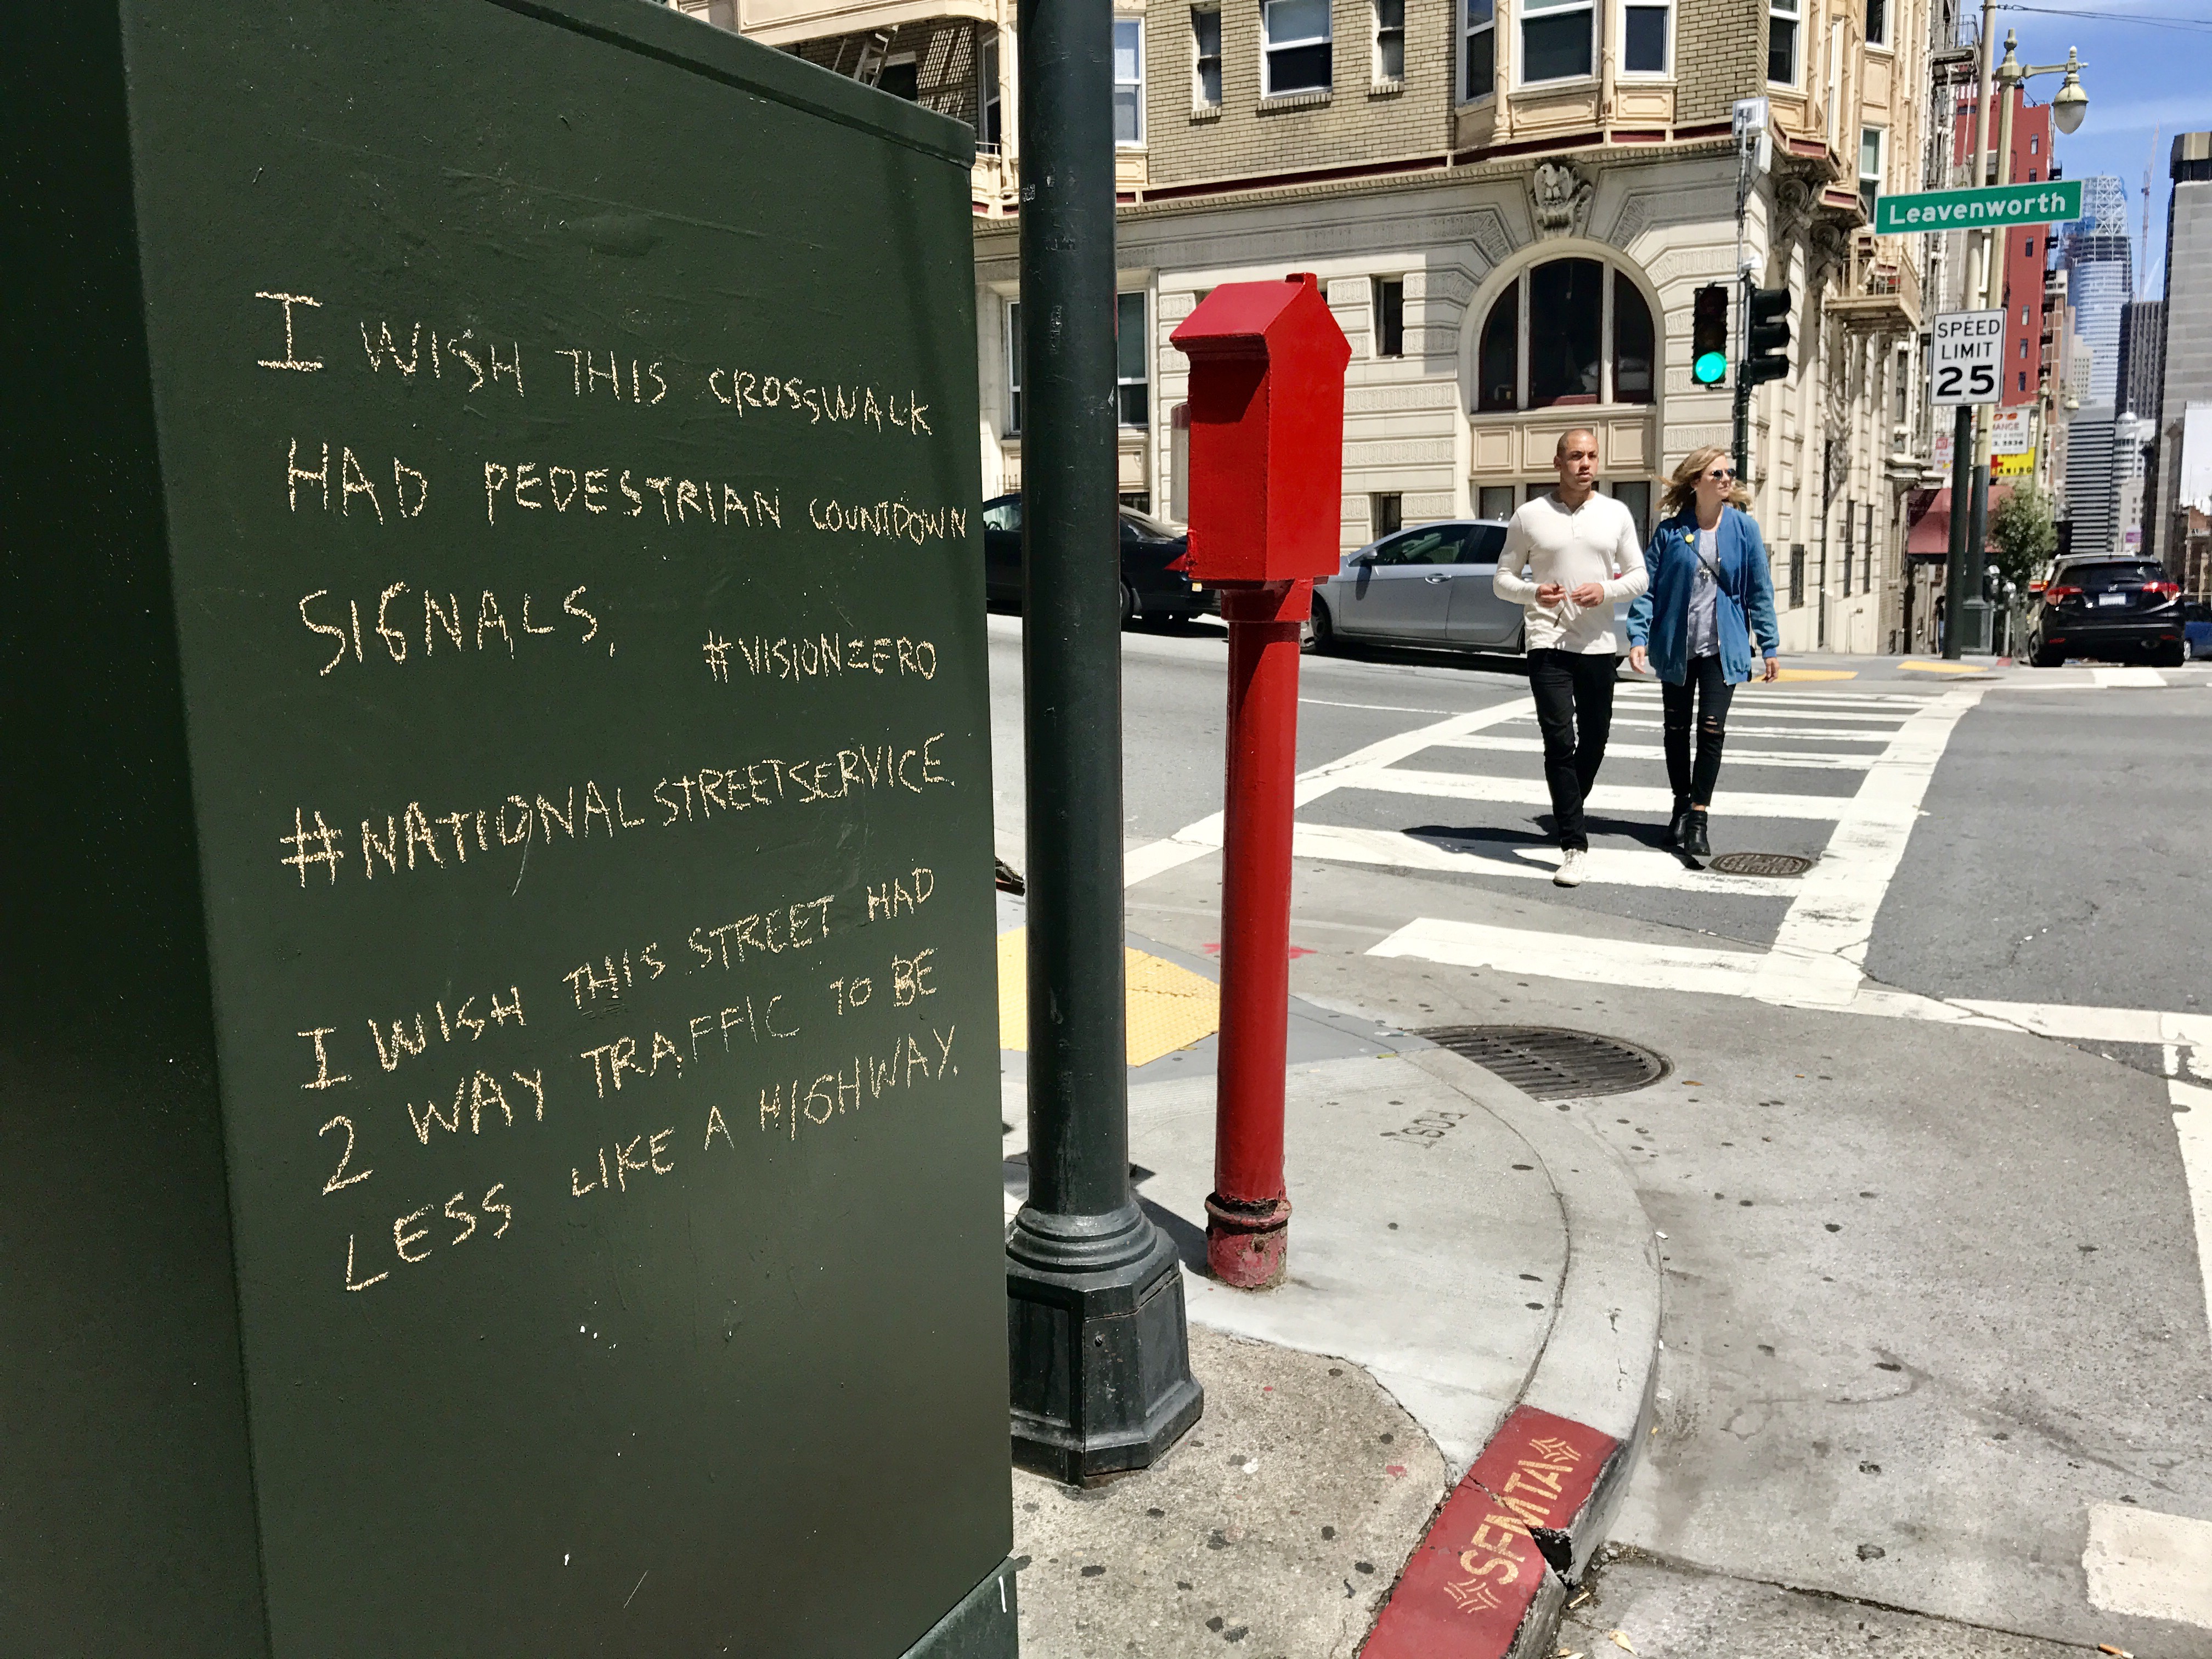 I WISH THIS CROSSWALK
HAD PEDESTRIAN COUNTDOWN
SIGNALS. #VISIONZERO
#NATIONALSTREETSERVICE
I WISH THIS STREET HAD
2 WAY TRAFFIC TO BE
LESS LIKE A HIGHWAY.
Leavenworth
SPEED
LIMIT
25
POST
SFMTA